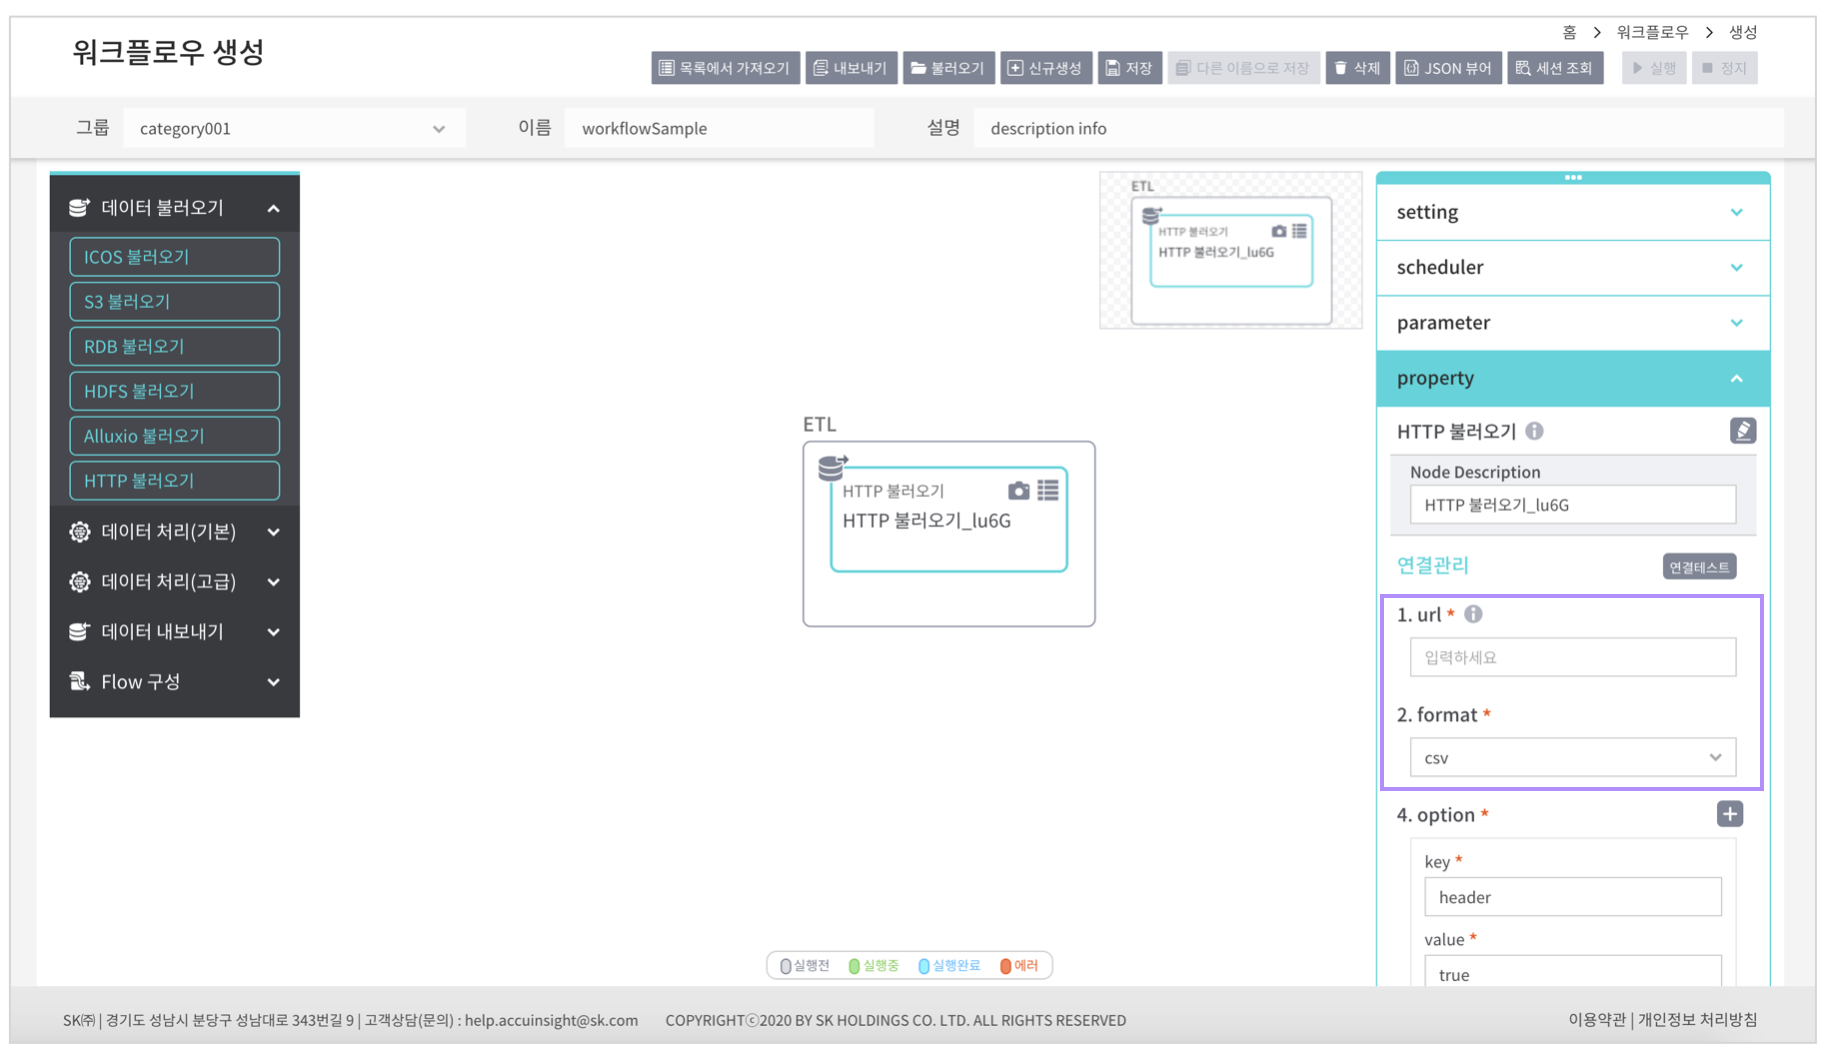 홈 > 워크플로우 > 생성
워크플로우 생성
목록에서 가져오기 내보내기 불러오기 신규생성 저장 다른 이름으로 저장 삭제 JSON 뷰어 세션 조회 실행 정지
그룹 category001 이름 workflowSample 설명 description info
데이터 불러오기
ICOS 불러오기
S3 불러오기
RDB 불러오기
HDFS 불러오기
Alluxio 불러오기
HTTP 불러오기
데이터 처리(기본)
데이터 처리(고급)
데이터 내보내기
Flow 구성
ETL
HTTP 불러오기
HTTP 불러오기_lu6G
ETL
HTTP 불러오기
HTTP 불러오기_lu6G
실행전 실행중 실행완료 에러
setting
scheduler
parameter
property
HTTP 불러오기
Node Description
HTTP 불러오기_lu6G
연결관리 연결테스트
1. url *
입력하세요
2. format *
csv
4. option *
key *
header
value *
true
SK㈜ | 경기도 성남시 분당구 성남대로 343번길 9 | 고객상담(문의) : help.accuinsight@sk.com COPYRIGHTⓒ2020 BY SK HOLDINGS CO. LTD. ALL RIGHTS RESERVED 이용약관 | 개인정보 처리방침